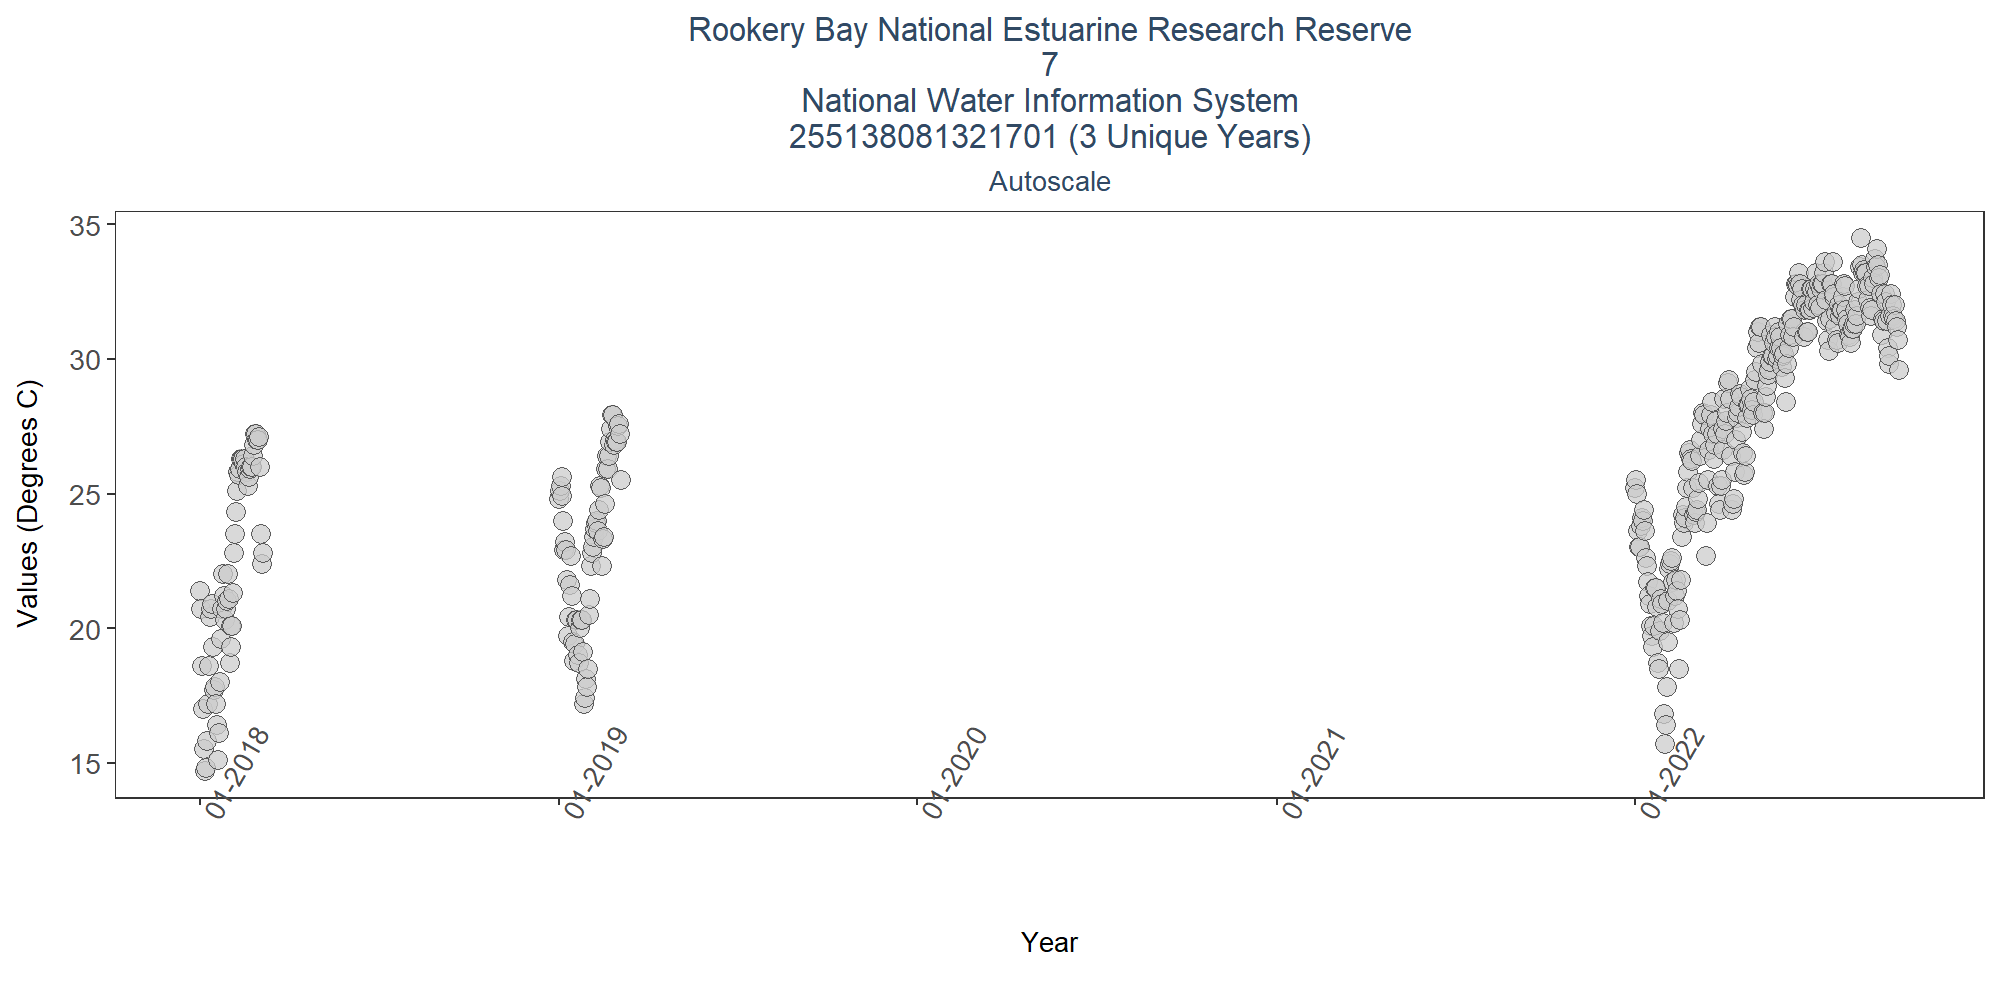 Rookery Bay National Estuarine Research Reserve
7
National Water Information System
255138081321701 (3 Unique Years)
Autoscale
Values (Degrees C)
35
30
25
20
15
01-2018
01-2019
01-2020
01-2021
01-2022
Year